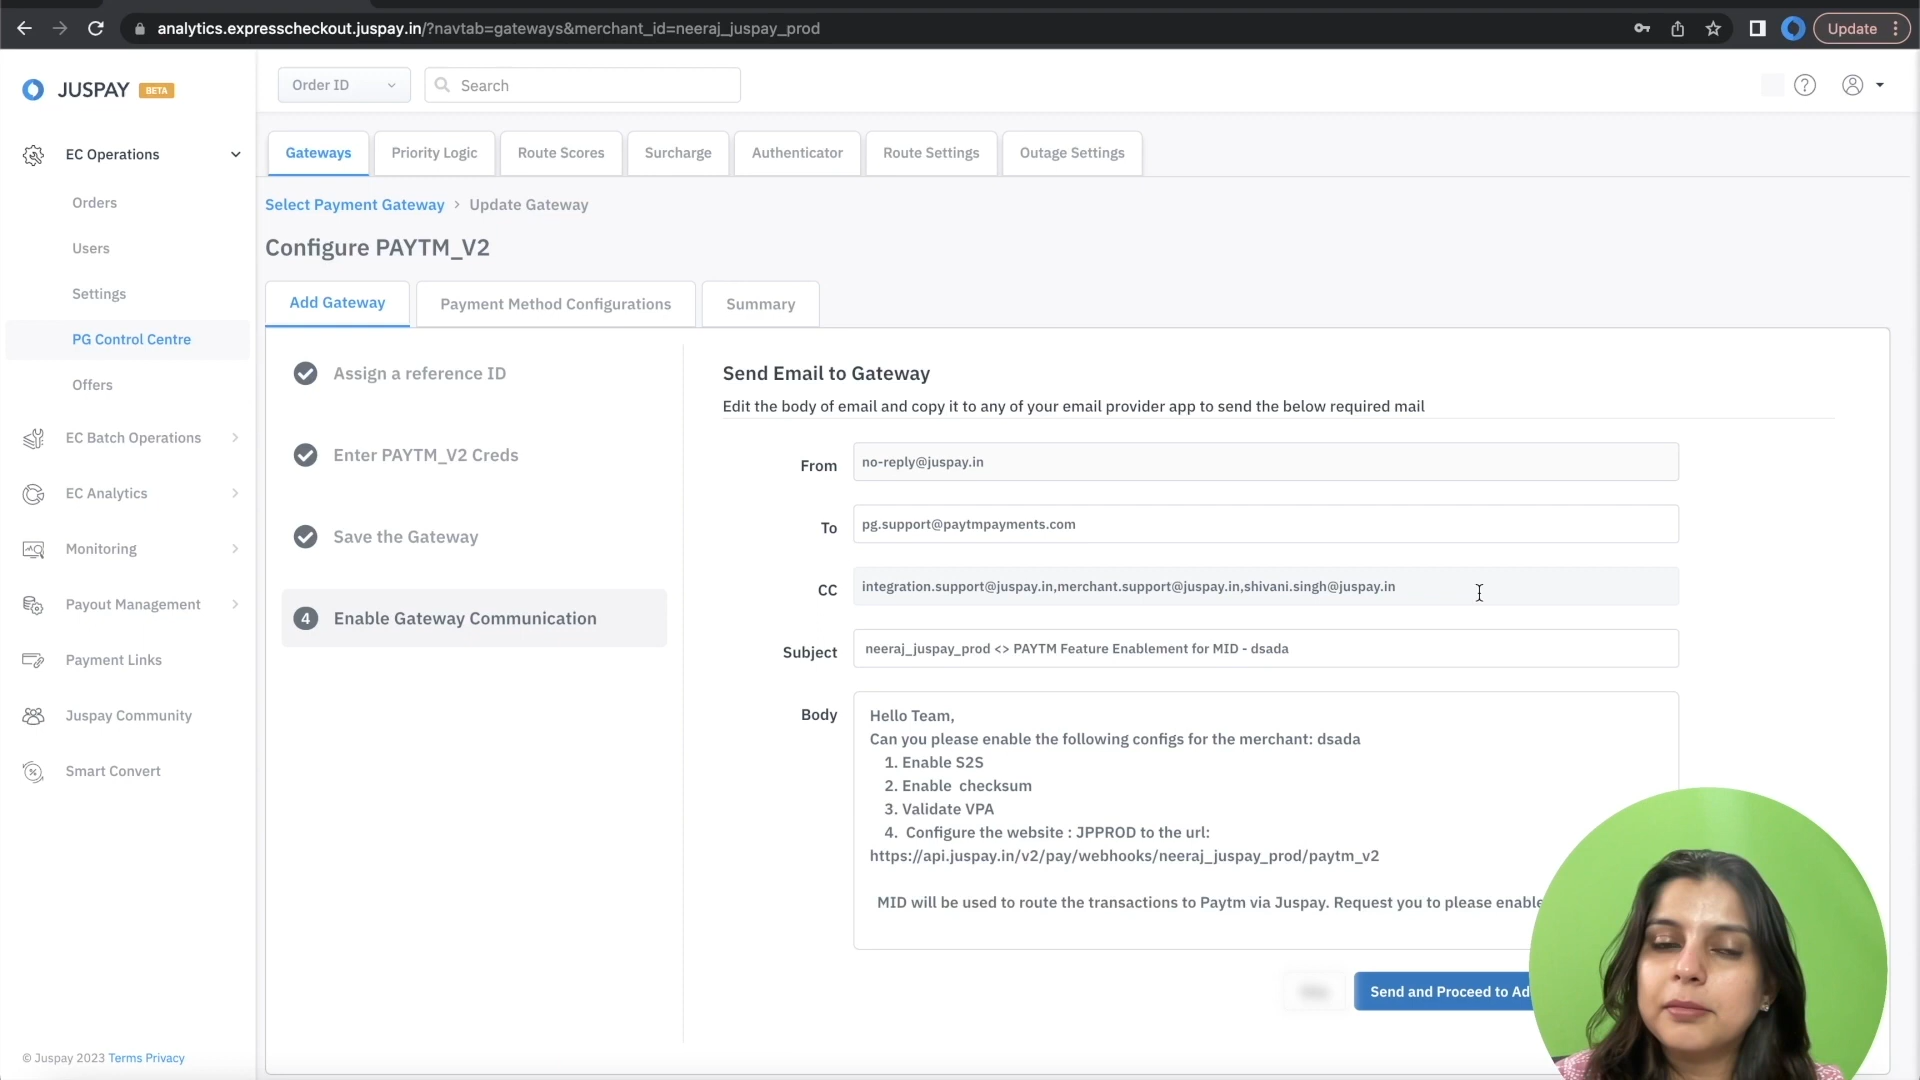 analytics.expresscheckout.juspay.in/?navtab=gateways&merchant_id=neeraj_juspay_prod
Update
JUSPAY BETA
Order ID
Search
EC Operations
Orders
Users
Settings
PG Control Centre
Offers
EC Batch Operations
EC Analytics
Monitoring
Payout Management
Payment Links
Juspay Community
Smart Convert
© Juspay 2023 Terms Privacy
Gateways
Priority Logic
Route Scores
Surcharge
Authenticator
Route Settings
Outage Settings
Select Payment Gateway > Update Gateway
Configure PAYTM_V2
Add Gateway
Payment Method Configurations
Summary
Assign a reference ID
Enter PAYTM_V2 Creds
Save the Gateway
4 Enable Gateway Communication
Send Email to Gateway
Edit the body of email and copy it to any of your email provider app to send the below required mail
From no-reply@juspay.in
To pg.support@paytmpayments.com
CC integration.support@juspay.in,merchant.support@juspay.in,shivani.singh@juspay.in
Subject neeraj_juspay_prod <> PAYTM Feature Enablement for MID - dsada
Body Hello Team,
Can you please enable the following configs for the merchant: dsada
1. Enable S2S
2. Enable checksum
3. Validate VPA
4. Configure the website : JPPROD to the url:
https://api.juspay.in/v2/pay/webhooks/neeraj_juspay_prod/paytm_v2
MID will be used to route the transactions to Paytm via Juspay. Request you to please enable
Send and Proceed to Ad